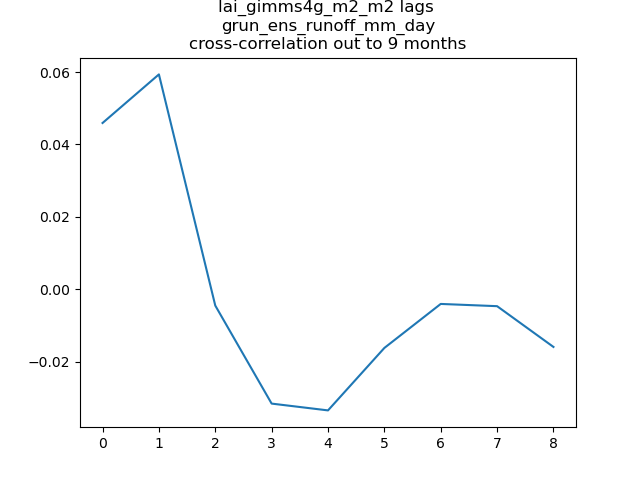 lai_gimms4g_m2_m2 lags
grun_ens_runoff_mm_day
cross-correlation out to 9 months
0.06
0.04
0.02
0.00
−0.02
0 1 2 3 4 5 6 7 8